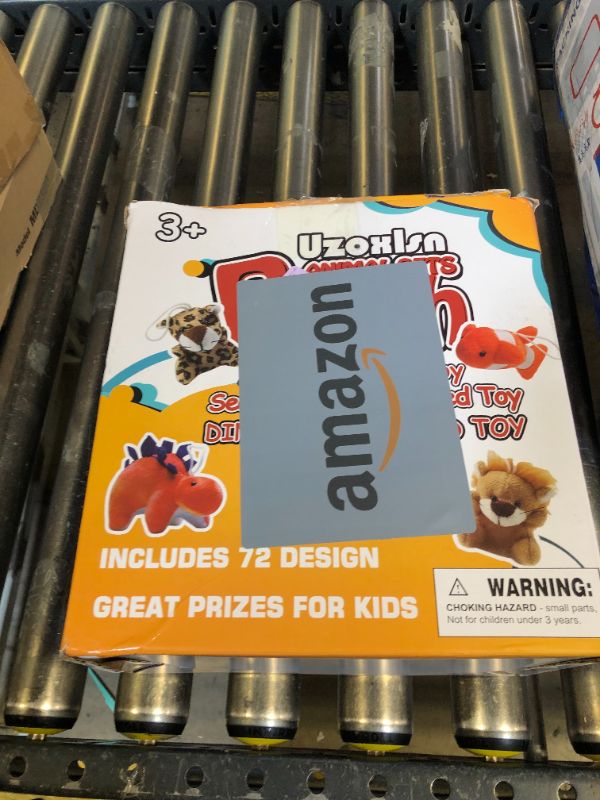 3+
UzoxIsn
amazon
Toy
TOY
INCLUDES 72 DESIGN
GREAT PRIZES FOR KIDS
WARNING:
CHOKING HAZARD - small parts.
Not for children under 3 years.